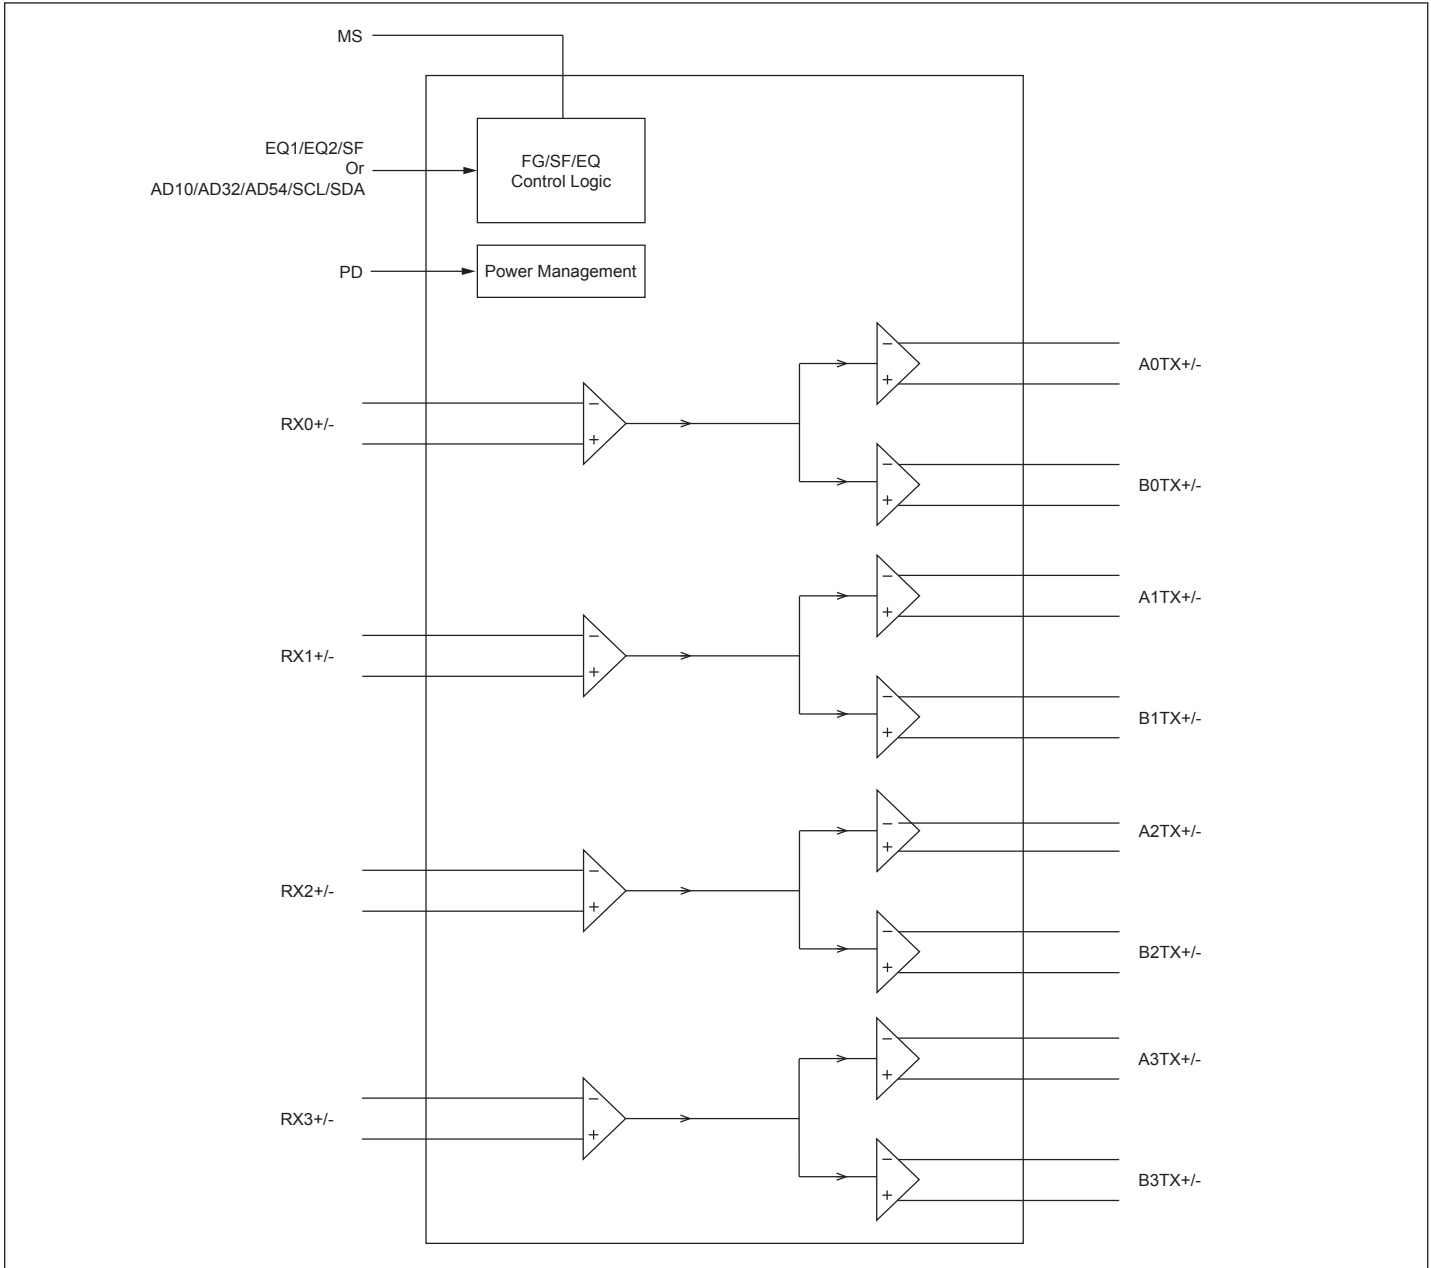 MS
EQ1/EQ2/SF
Or
AD10/AD32/AD54/SCL/SDA
FG/SF/EQ
Control Logic
PD
Power Management
RX0+/-
−
+
−
+
A0TX+/-
−
+
B0TX+/-
RX1+/-
−
+
−
+
A1TX+/-
−
+
B1TX+/-
RX2+/-
−
+
−
+
A2TX+/-
−
+
B2TX+/-
RX3+/-
−
+
−
+
A3TX+/-
−
+
B3TX+/-